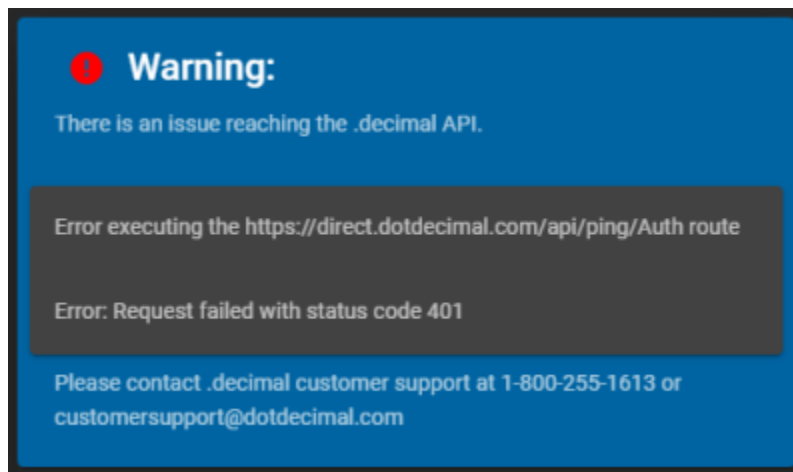 Warning:
There is an issue reaching the .decimal API.
Error executing the https://direct.dotdecimal.com/api/ping/Auth route
Error: Request failed with status code 401
Please contact .decimal customer support at 1-800-255-1613 or
customersupport@dotdecimal.com